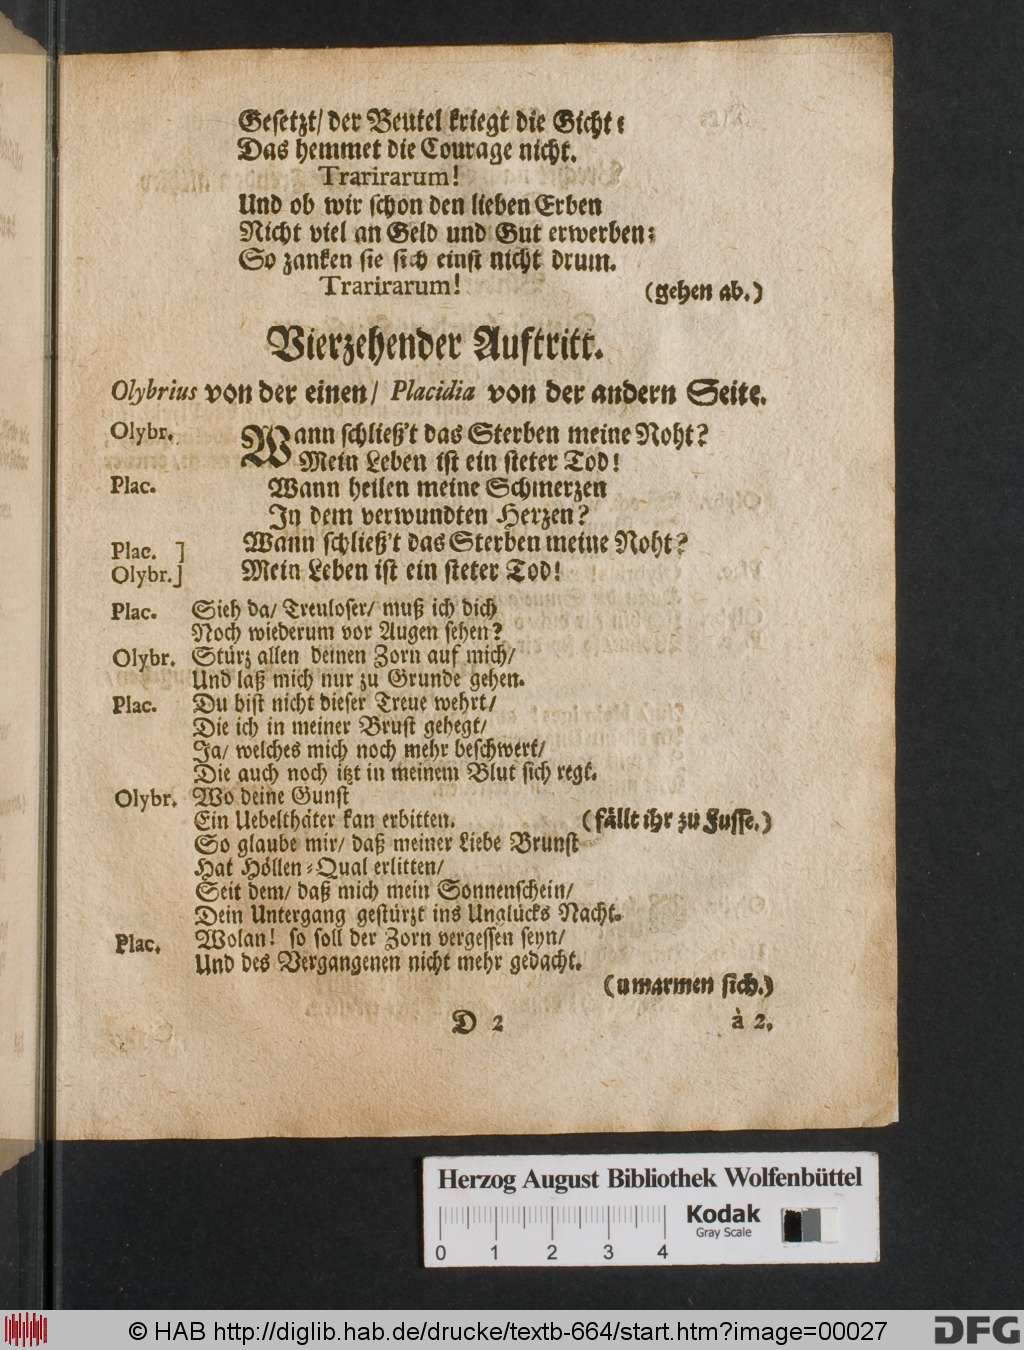 Gesetzt/ der Beutel kriegt die Gicht:
Das hemmet die Courage nicht.
Trarirarum!
Und ob wir schon den lieben Erben
Nicht viel an Geld und Gut erwerben:
So zanken sie sich einst nicht drum.
Trarirarum!
(gehen ab.)
Vierzehender Auftritt.
Olybrius von der einen/ Placidia von der andern Seite.
Olybr. Wann schließ't das Sterben meine Noht?
Mein Leben ist ein steter Tod!
Plac. Wann heilen meine Schmerzen
In dem verwundten Herzen?
Plac. ] Wann schließ't das Sterben meine Noht?
Olybr.] Mein Leben ist ein steter Tod!
Plac. Sieh da/ Treuloser/ muß ich dich
Noch wiederum vor Augen sehen?
Olybr. Stürz allen deinen Zorn auf mich/
Und laß mich nur zu Grunde gehen.
Plac. Du bist nicht dieser Treue wehrt/
Die ich in meiner Brust gehegt/
Ja/ welches mich noch mehr beschwert/
Die auch noch itzt in meinem Blut sich regt.
Olybr. Wo deine Gunst
Ein Uebelthäter kan erbitten. (fällt ihr zu Fusse.)
So glaube mir/ daß meiner Liebe Brunst
Hat Höllen-Qual erlitten/
Seit dem/ daß mich mein Sonnenschein/
Dein Untergang gestürzt ins Unglücks Nacht.
Plac. Wolan! so soll der Zorn vergessen seyn/
Und des Vergangenen nicht mehr gedacht.
(umarmen sich.)
D 2 à 2.
Herzog August Bibliothek Wolfenbüttel
Kodak
Gray Scale
0 1 2 3 4
© HAB http://diglib.hab.de/drucke/textb-664/start.htm?image=00027
DFG